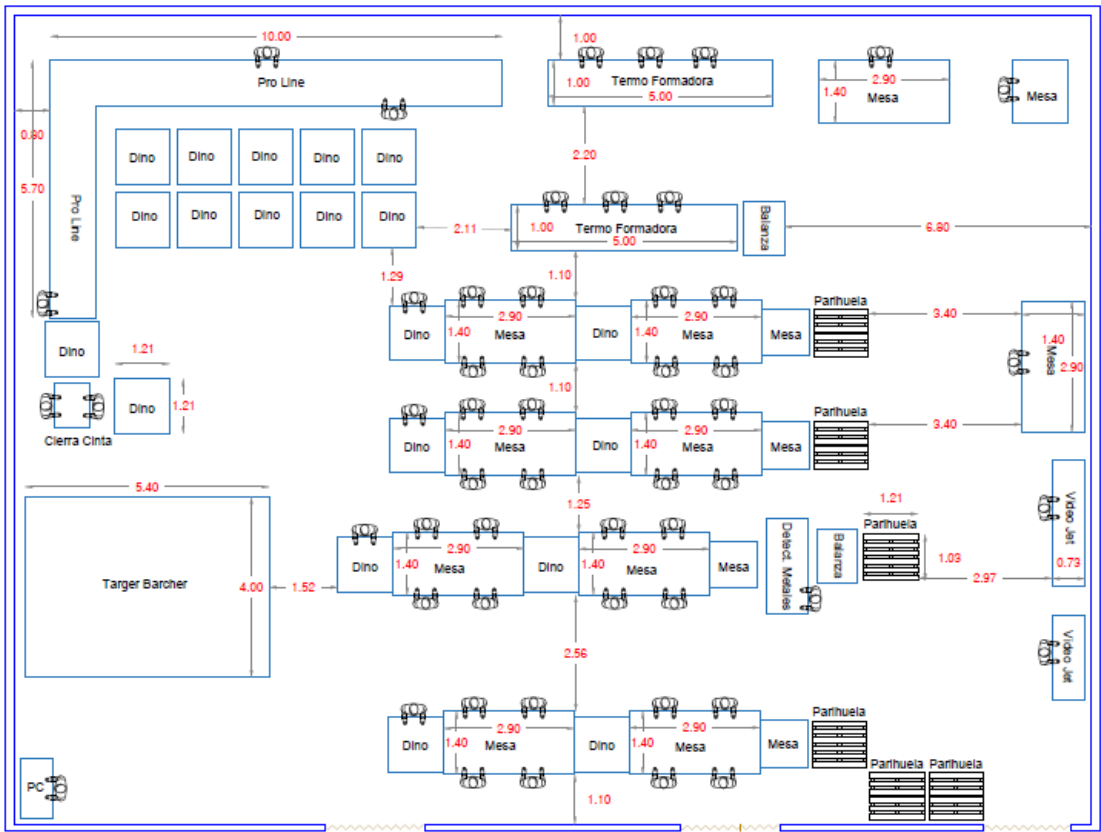 10.00
1.00
Pro Line
Termo Formadora
1.00
5.00
2.90
1.40
Mesa
Mesa
0.80
5.70
Pro Line
Dino
Dino
Dino
Dino
Dino
2.20
Dino
Dino
Dino
Dino
Dino
2.11
1.00
Termo Formadora
5.00
Balanza
6.80
1.29
1.10
Dino
2.90
1.40
Mesa
Dino
2.90
1.40
Mesa
Mesa
Parihuela
3.40
1.40
Mesa
2.90
Dino
1.21
1.21
Dino
Cierra Cinta
1.10
Dino
2.90
1.40
Mesa
Dino
2.90
1.40
Mesa
Mesa
Parihuela
3.40
5.40
4.00
Targer Barcher
1.52
1.25
Dino
2.90
1.40
Mesa
Dino
2.90
1.40
Mesa
Mesa
Detect. Metales
Balanza
1.21
Parihuela
1.03
2.97
Video Jet
0.73
Video Jet
2.56
Dino
2.90
1.40
Mesa
Dino
2.90
1.40
Mesa
Mesa
Parihuela
Parihuela
Parihuela
PC
1.10